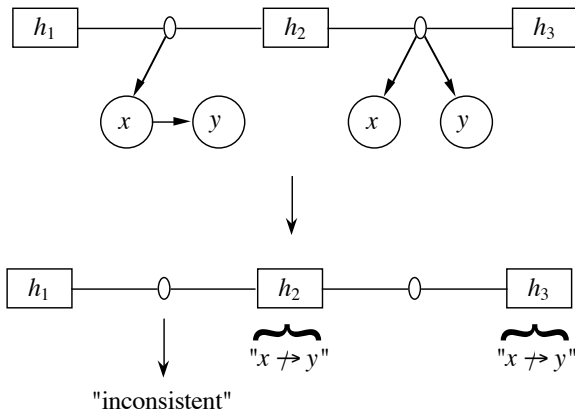 h₁ h₂ h₃
x y x y
h₁ h₂ h₃
"x ↛ y" "x ↛ y"
"inconsistent"